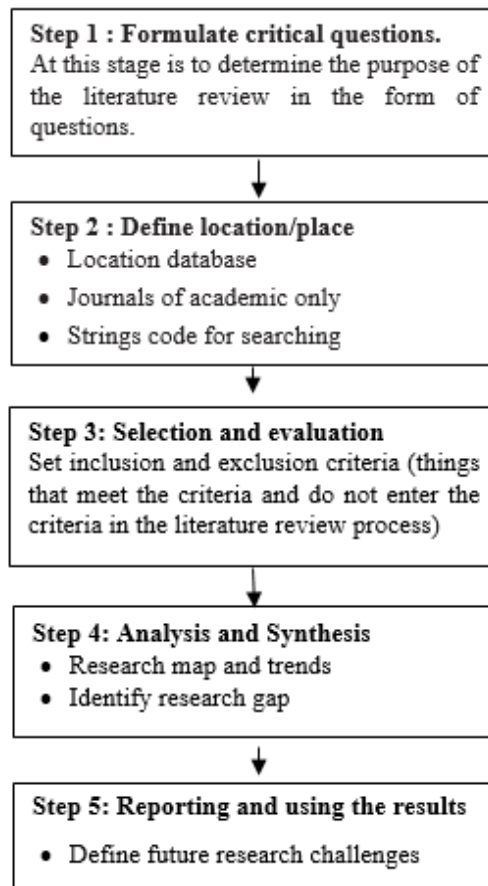 Step 1 : Formulate critical questions.
At this stage is to determine the purpose of
the literature review in the form of
questions.
Step 2 : Define location/place
• Location database
• Journals of academic only
• Strings code for searching
Step 3: Selection and evaluation
Set inclusion and exclusion criteria (things
that meet the criteria and do not enter the
criteria in the literature review process)
Step 4: Analysis and Synthesis
• Research map and trends
• Identify research gap
Step 5: Reporting and using the results
• Define future research challenges